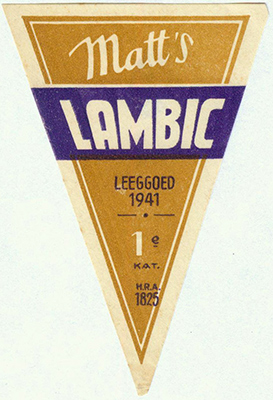 Matt's
LAMBIC
LEEGGOED
1941
1e
KAT.
H.R.A.
1825